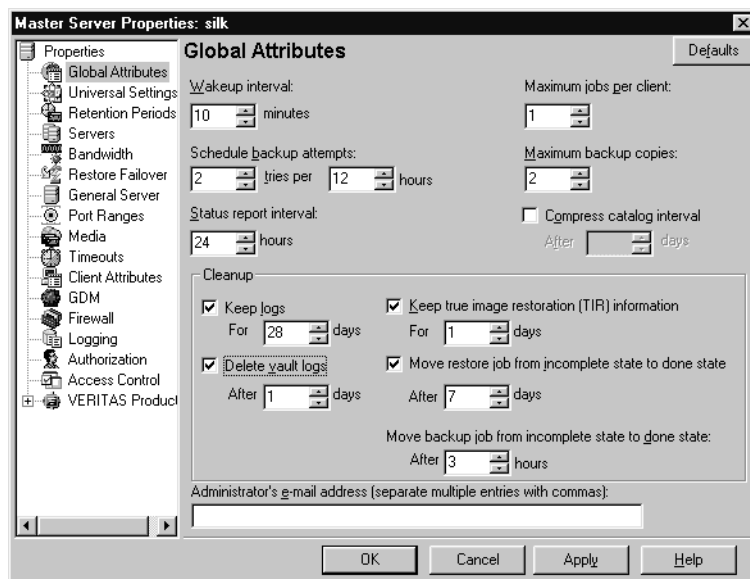 Master Server Properties: silk
Properties
Global Attributes
Universal Settings
Retention Periods
Servers
Bandwidth
Restore Failover
General Server
Port Ranges
Media
Timeouts
Client Attributes
GDM
Firewall
Logging
Authorization
Access Control
VERITAS Product
Global Attributes
Defaults
Wakeup interval:
10 minutes
Maximum jobs per client:
1
Schedule backup attempts:
2 tries per 12 hours
Maximum backup copies:
2
Status report interval:
24 hours
Compress catalog interval
After days
Cleanup
Keep logs
For 28 days
Keep true image restoration (TIR) information
For 1 days
Delete vault logs
After 1 days
Move restore job from incomplete state to done state
After 7 days
Move backup job from incomplete state to done state:
After 3 hours
Administrator's e-mail address (separate multiple entries with commas):
OK Cancel Apply Help